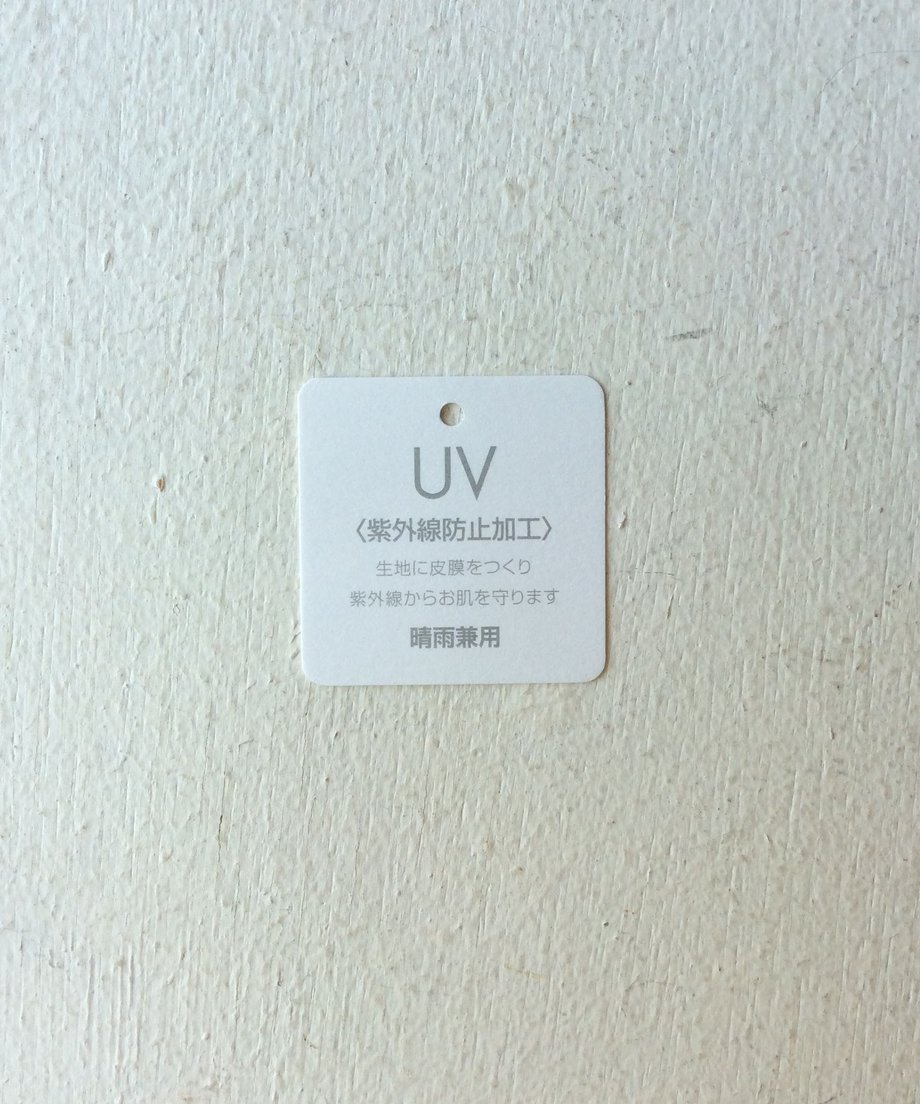 UV
〈紫外線防止加工〉
生地に皮膜をつくり
紫外線からお肌を守ります
晴雨兼用